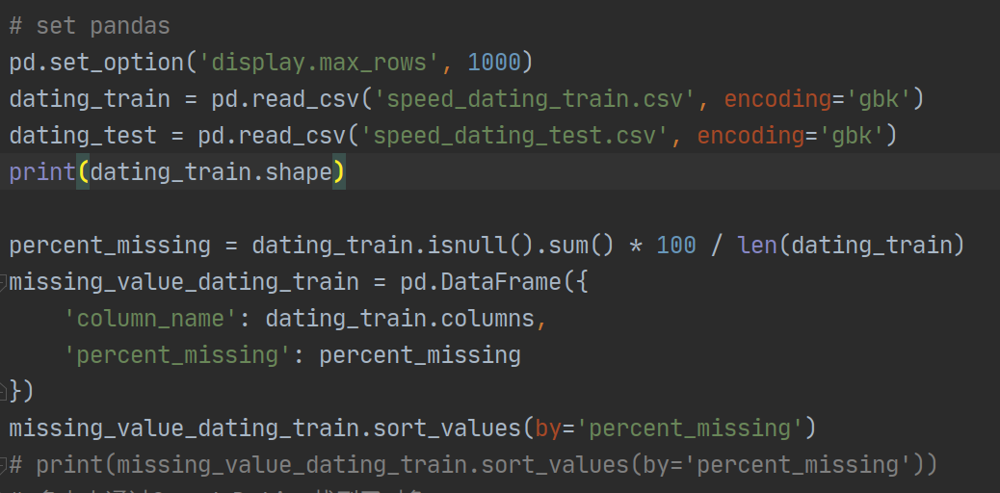 # set pandas
pd.set_option('display.max_rows', 1000)
dating_train = pd.read_csv('speed_dating_train.csv', encoding='gbk')
dating_test = pd.read_csv('speed_dating_test.csv', encoding='gbk')
print(dating_train.shape)
percent_missing = dating_train.isnull().sum() * 100 / len(dating_train)
missing_value_dating_train = pd.DataFrame({
    'column_name': dating_train.columns,
    'percent_missing': percent_missing
})
missing_value_dating_train.sort_values(by='percent_missing')
# print(missing_value_dating_train.sort_values(by='percent_missing'))